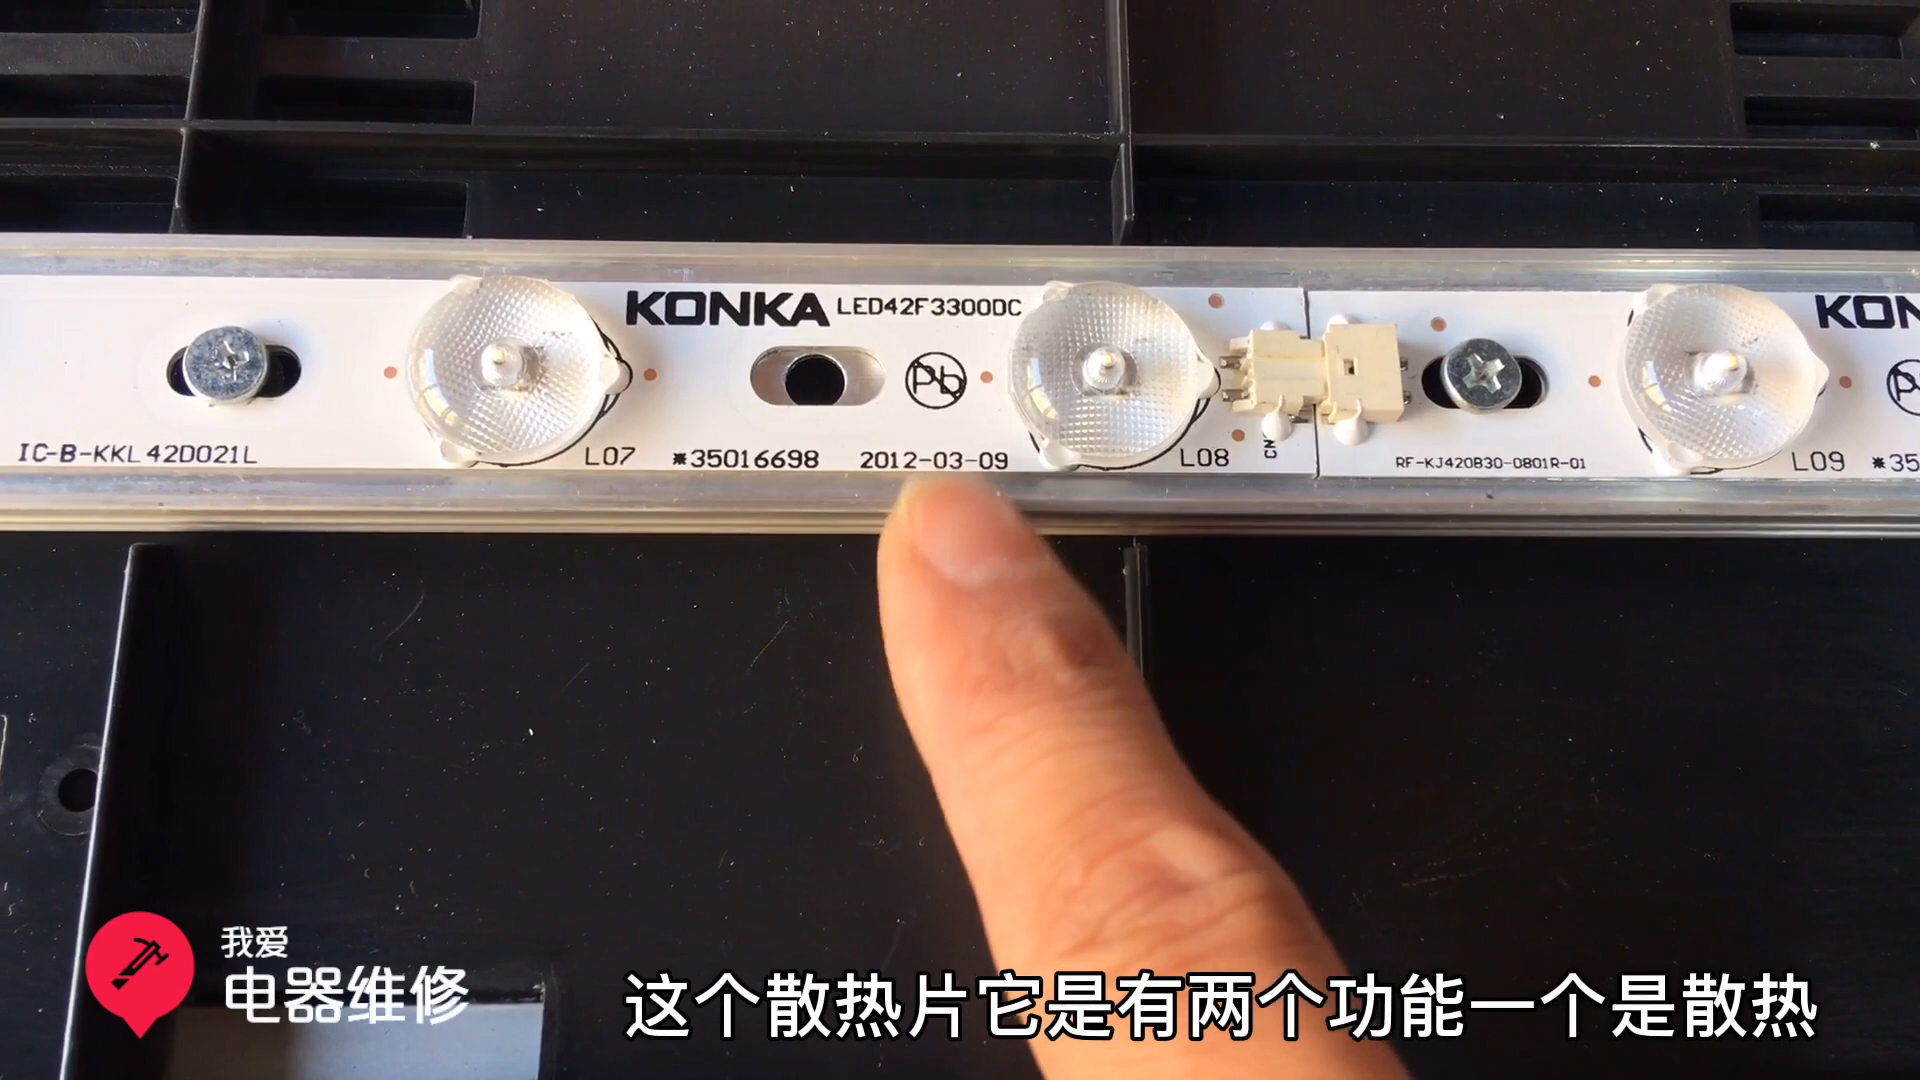 KONKA LED42F3300DC
KON
Pb
IC-B-KKL42D021L
L07
*35016698
2012-03-09
L08
RF-KJ420B30-0801R-01
L09
*35
我爱
电器维修
这个散热片它是有两个功能一个是散热